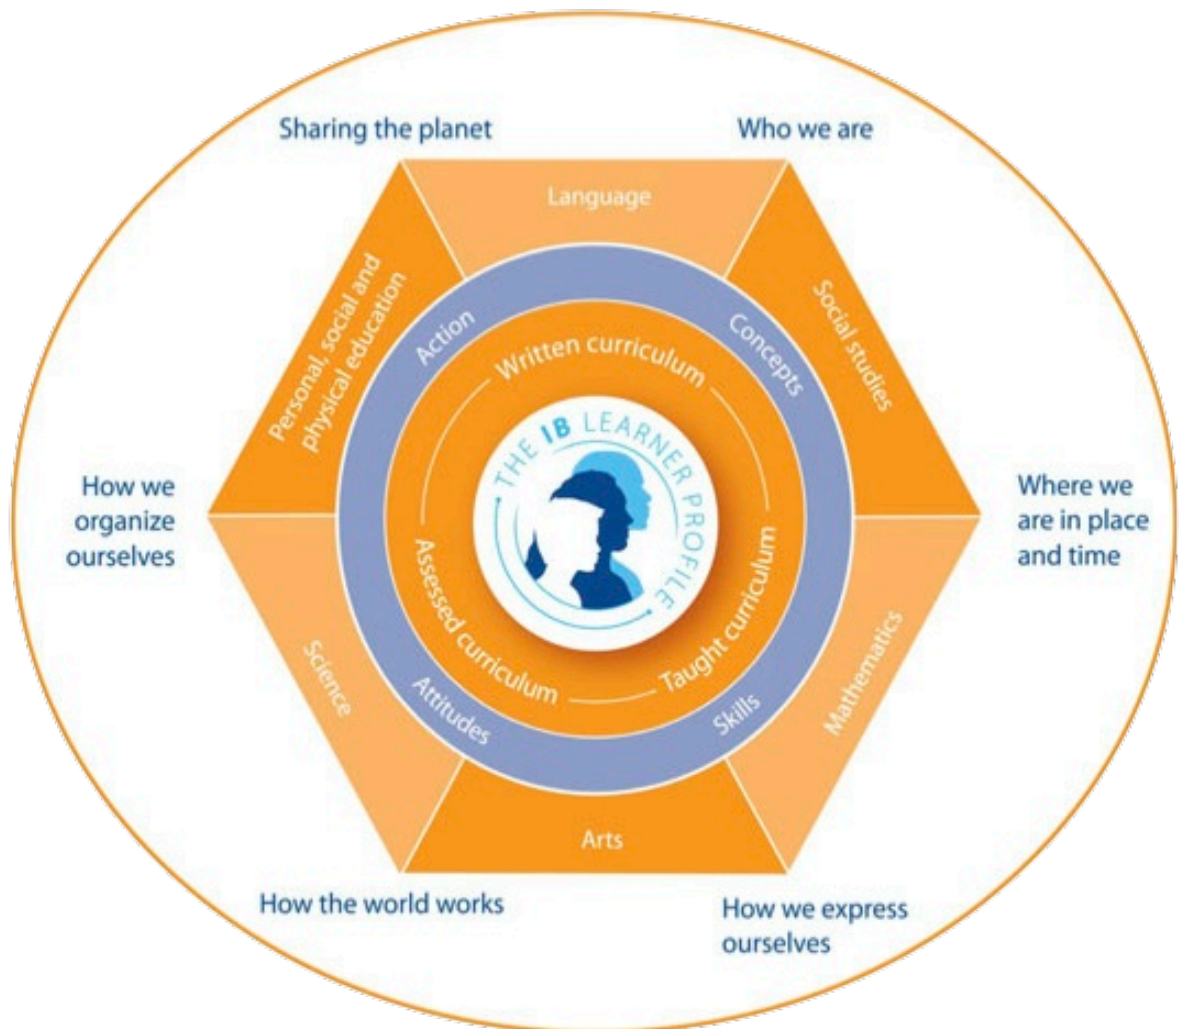 Sharing the planet
Who we are
Language
Personal, social and
physical education
Social studies
Action
Concepts
Written curriculum
THE IB LEARNER PROFILE
How we
organize
ourselves
Where we
are in place
and time
Assessed curriculum
Taught curriculum
Science
Attitudes
Skills
Mathematics
Arts
How the world works
How we express
ourselves